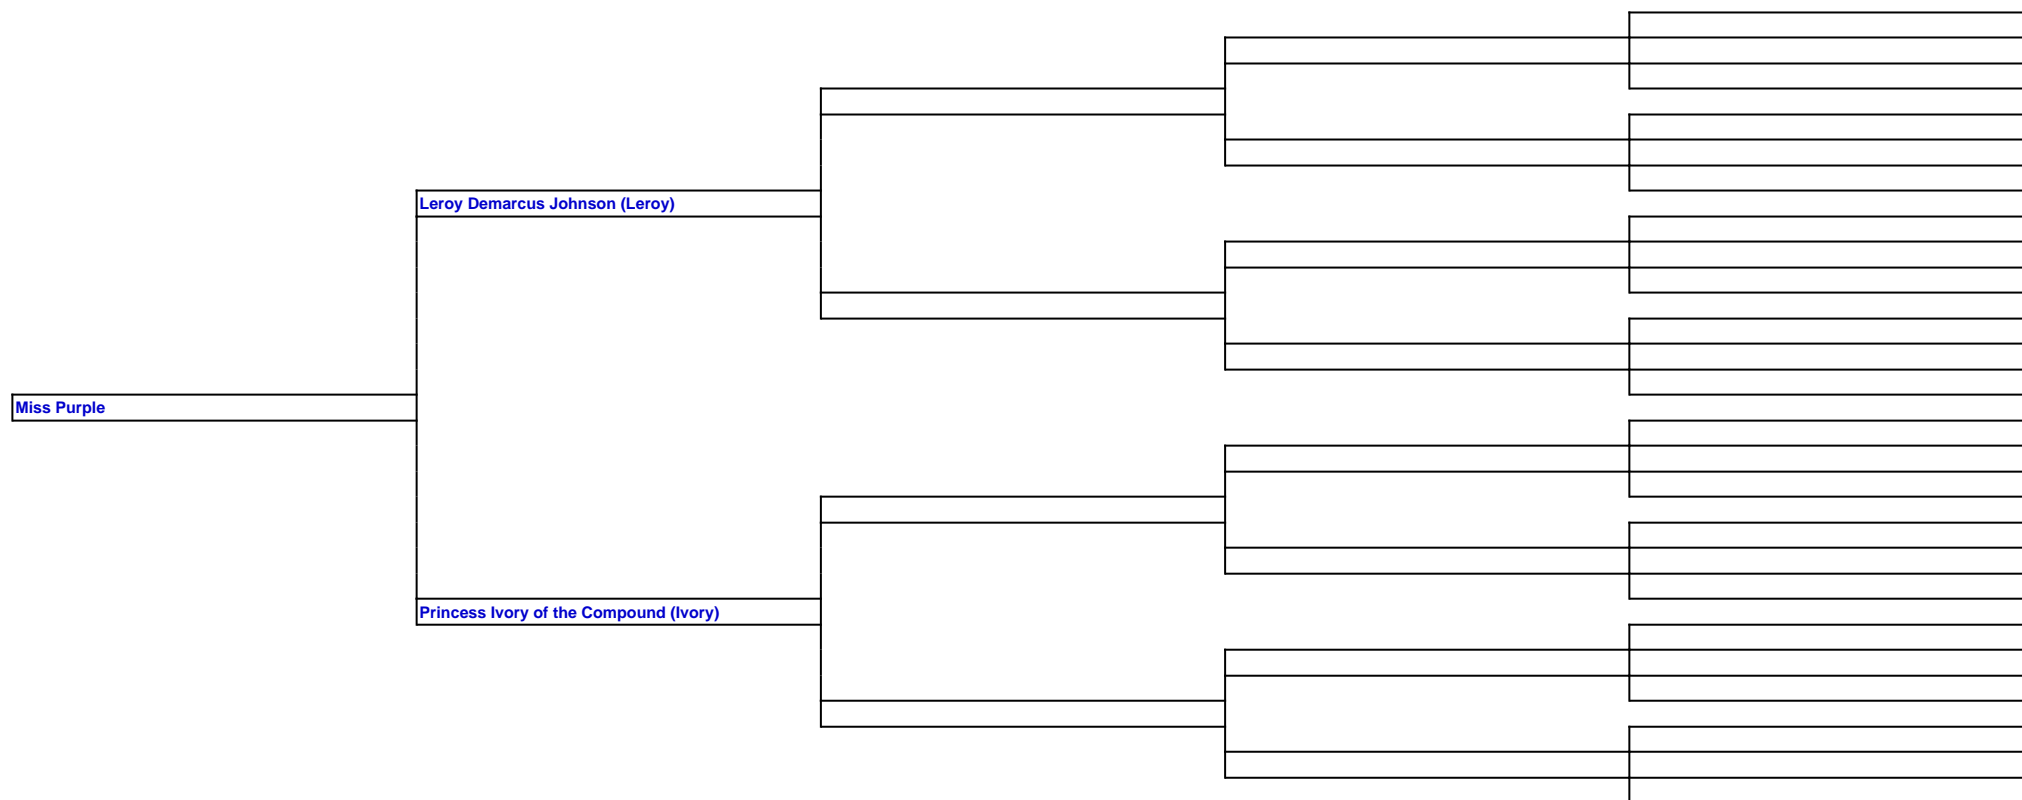 Leroy Demarcus Johnson (Leroy)
Miss Purple
Princess Ivory of the Compound (Ivory)